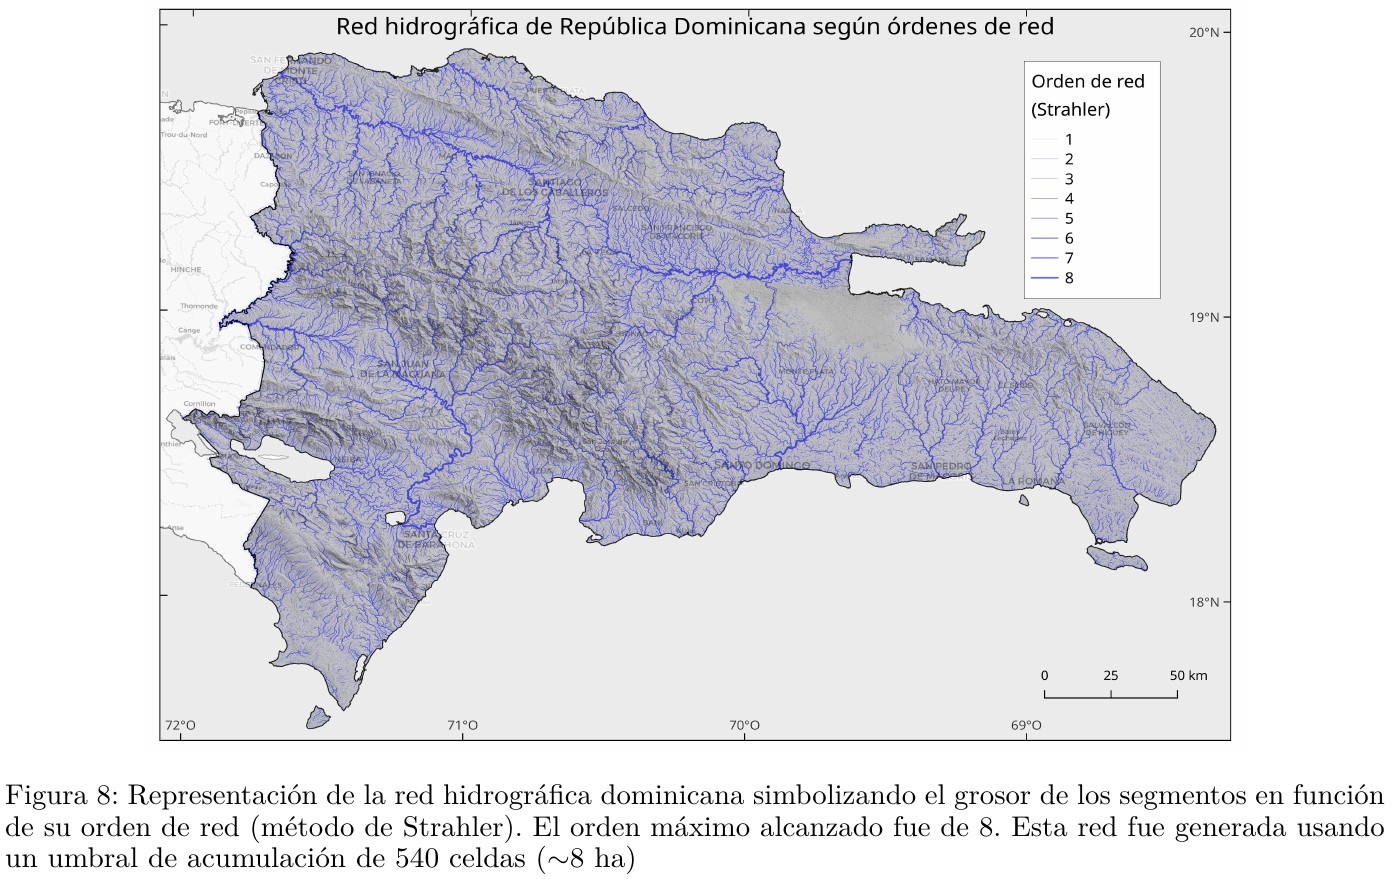 Red hidrográfica de República Dominicana según órdenes de red
20°N
Orden de red
(Strahler)
1
2
3
4
5
6
7
8
SAN FERNANDO
DE MONTE
CRISTI
PUERTO PLATA
Trou-du-Nord
DAJABÓN
MAO
SAN IGNACIO
DE SABANETA
SANTIAGO
DE LOS CABALLEROS
SALCEDO
NAGUA
SAN FRANCISCO
DE MACORÍS
HINCHE
Thomonde
Cange
19°N
COMENDADOR
SAN JUAN
DE LA MAGUANA
MONTE PLATA
HATO MAYOR
DEL REY
EL SEIBO
Cornillon
SALVALEÓN
DE HIGÜEY
NEIBA
AZUA
SANTO DOMINGO
SAN CRISTÓBAL
SAN PEDRO
DE MACORÍS
LA ROMANA
BANÍ
SANTA CRUZ
DE BARAHONA
PEDERNALES
18°N
0 25 50 km
72°O 71°O 70°O 69°O
Figura 8: Representación de la red hidrográfica dominicana simbolizando el grosor de los segmentos en función
de su orden de red (método de Strahler). El orden máximo alcanzado fue de 8. Esta red fue generada usando
un umbral de acumulación de 540 celdas (~8 ha)